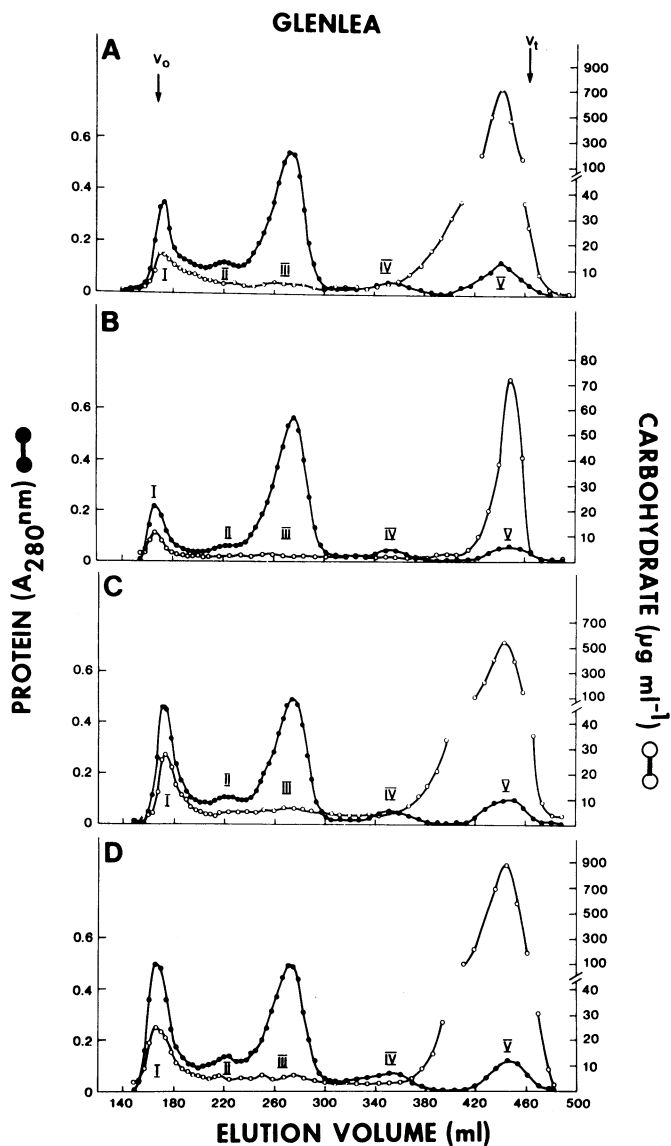 GLENLEA
A
Vo
Vt
0.6
0.4
0.2
0
900
700
500
300
100
40
30
20
10
I
II
III
IV
V
B
0.6
0.4
0.2
0
80
70
60
50
40
30
20
10
I
II
III
IV
V
C
0.6
0.4
0.2
0
700
500
300
100
40
30
20
10
I
II
III
IV
V
D
0.6
0.4
0.2
0
900
700
500
300
100
40
30
20
10
I
II
III
IV
V
140 180 220 260 300 340 380 420 460 500
ELUTION VOLUME (ml)
PROTEIN (A280nm)
CARBOHYDRATE (µg ml-1)